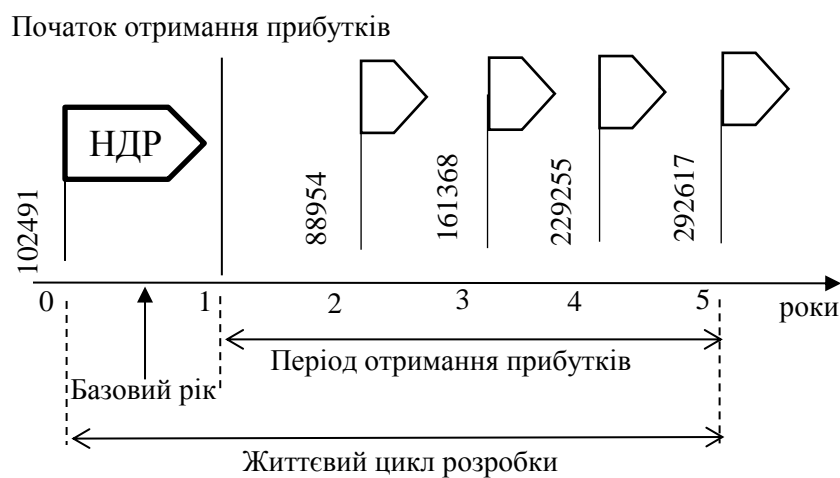 Початок отримання прибутків
НДР
102491
88954
161368
229255
292617
0
1
2
3
4
5
роки
Період отримання прибутків
Базовий рік
Життєвий цикл розробки